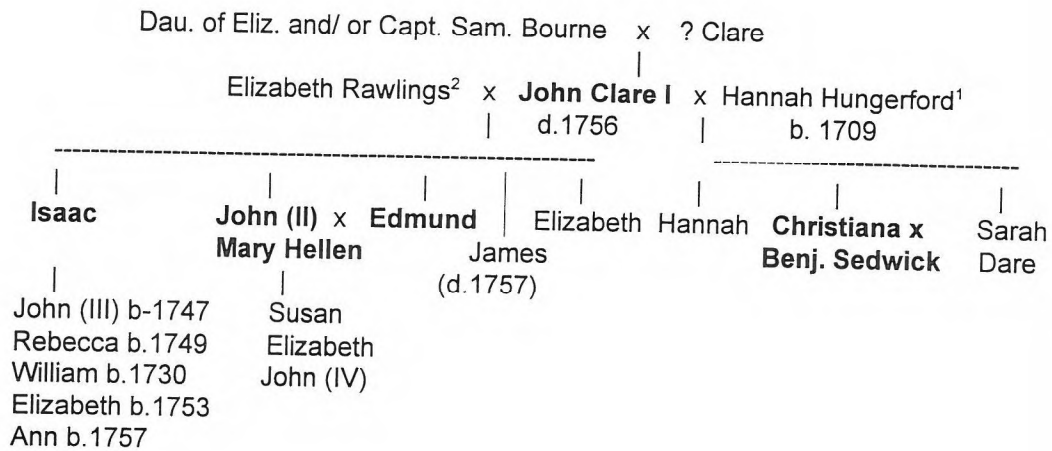 Dau. of Eliz. and/ or Capt. Sam. Bourne x ? Clare
Elizabeth Rawlings² x John Clare I x Hannah Hungerford¹
d.1756 b. 1709
Isaac John (II) x Edmund Elizabeth Hannah Christiana x Sarah
Mary Hellen James Benj. Sedwick Dare
(d.1757)
John (III) b-1747 Susan
Rebecca b.1749 Elizabeth
William b.1730 John (IV)
Elizabeth b.1753
Ann b.1757